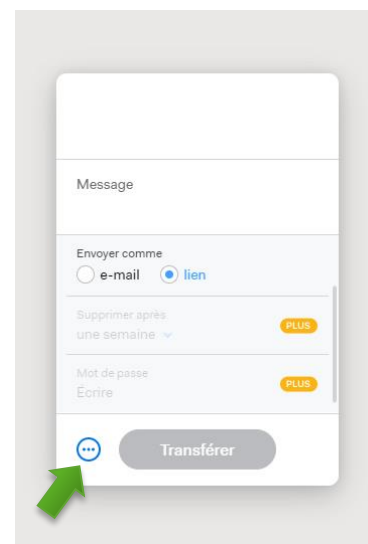 Message
Envoyer comme
e-mail lien
Supprimer après
une semaine
PLUS
Mot de passe
Écrire
PLUS
Transférer